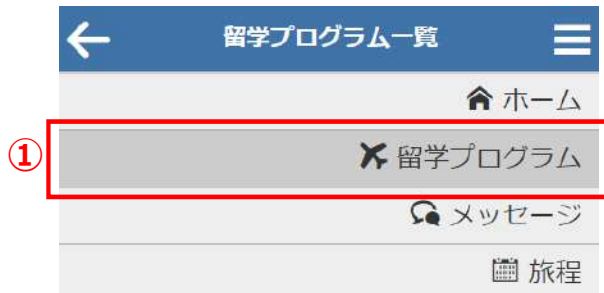 留学プログラム一覧
ホーム
① 留学プログラム
メッセージ
旅程